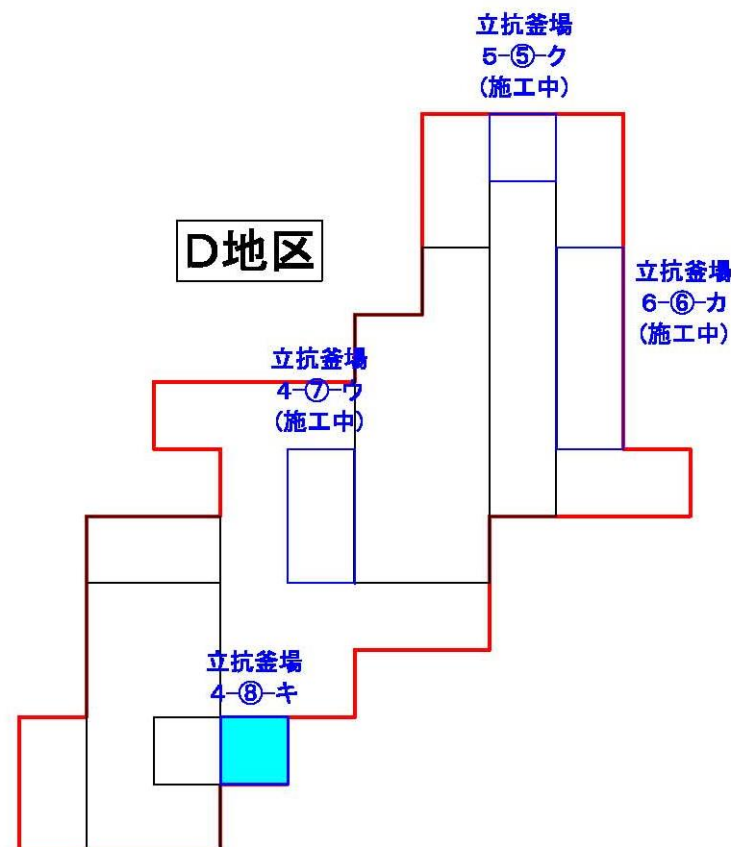 立抗釜場
5-⑤-ク
(施工中)
D地区
立抗釜場
6-⑥-カ
(施工中)
立抗釜場
4-⑦-ウ
(施工中)
立抗釜場
4-⑧-キ